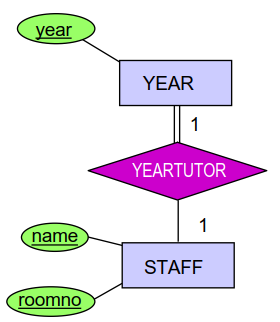 year
YEAR
1
YEARTUTOR
1
name
STAFF
roomno